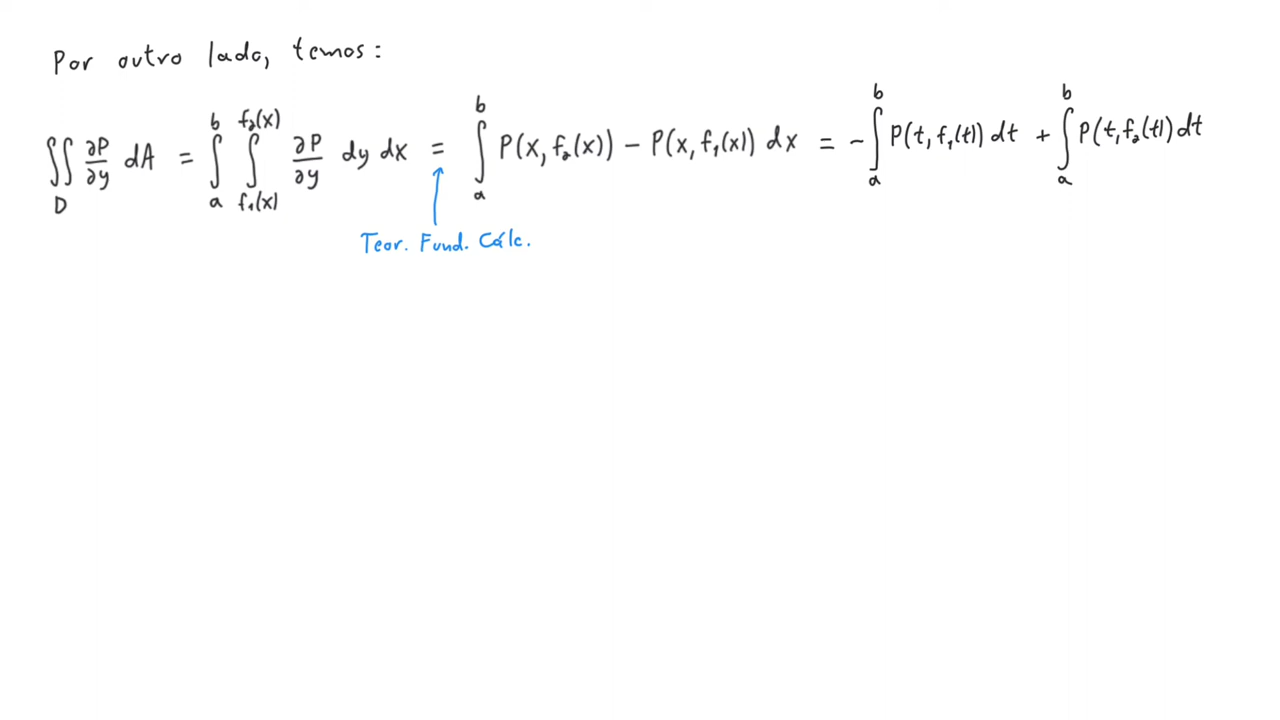 Por outro lado, temos:
∬_D ∂P/∂y dA = ∫_a^b ∫_{f₁(x)}^{f₂(x)} ∂P/∂y dy dx = ∫_a^b P(x, f₂(x)) − P(x, f₁(x)) dx = −∫_a^b P(t, f₁(t)) dt + ∫_a^b P(t, f₂(t)) dt
Teor. Fund. Cálc.